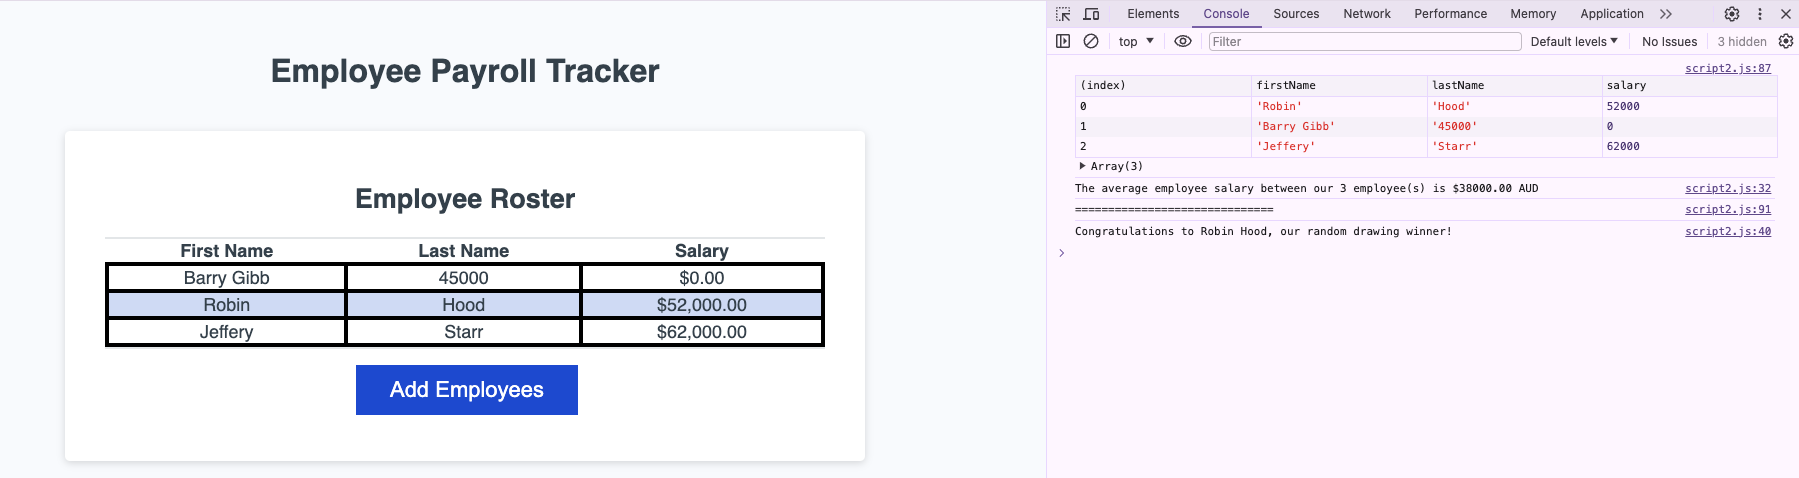 Employee Payroll Tracker
Employee Roster
First Name Last Name Salary
Barry Gibb 45000 $0.00
Robin Hood $52,000.00
Jeffery Starr $62,000.00
Add Employees
Elements Console Sources Network Performance Memory Application
top Filter Default levels No Issues 3 hidden
script2.js:87
(index) firstName lastName salary
0 'Robin' 'Hood' 52000
1 'Barry Gibb' '45000' 0
2 'Jeffery' 'Starr' 62000
Array(3)
The average employee salary between our 3 employee(s) is $38000.00 AUD script2.js:32
============================== script2.js:91
Congratulations to Robin Hood, our random drawing winner! script2.js:40